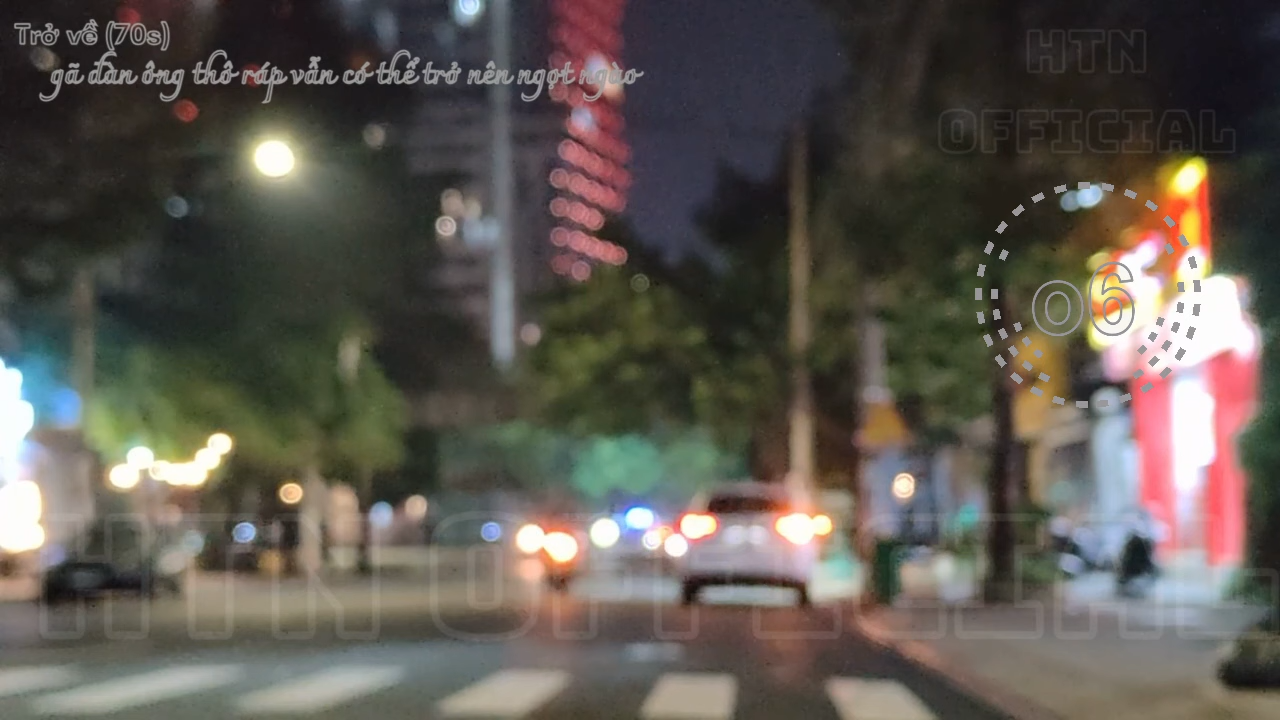 Trở về (70s)
gã đàn ông thô ráp vẫn có thể trở nên ngọt ngào
HTN
OFFICIAL
06
HTN OFFICIAL